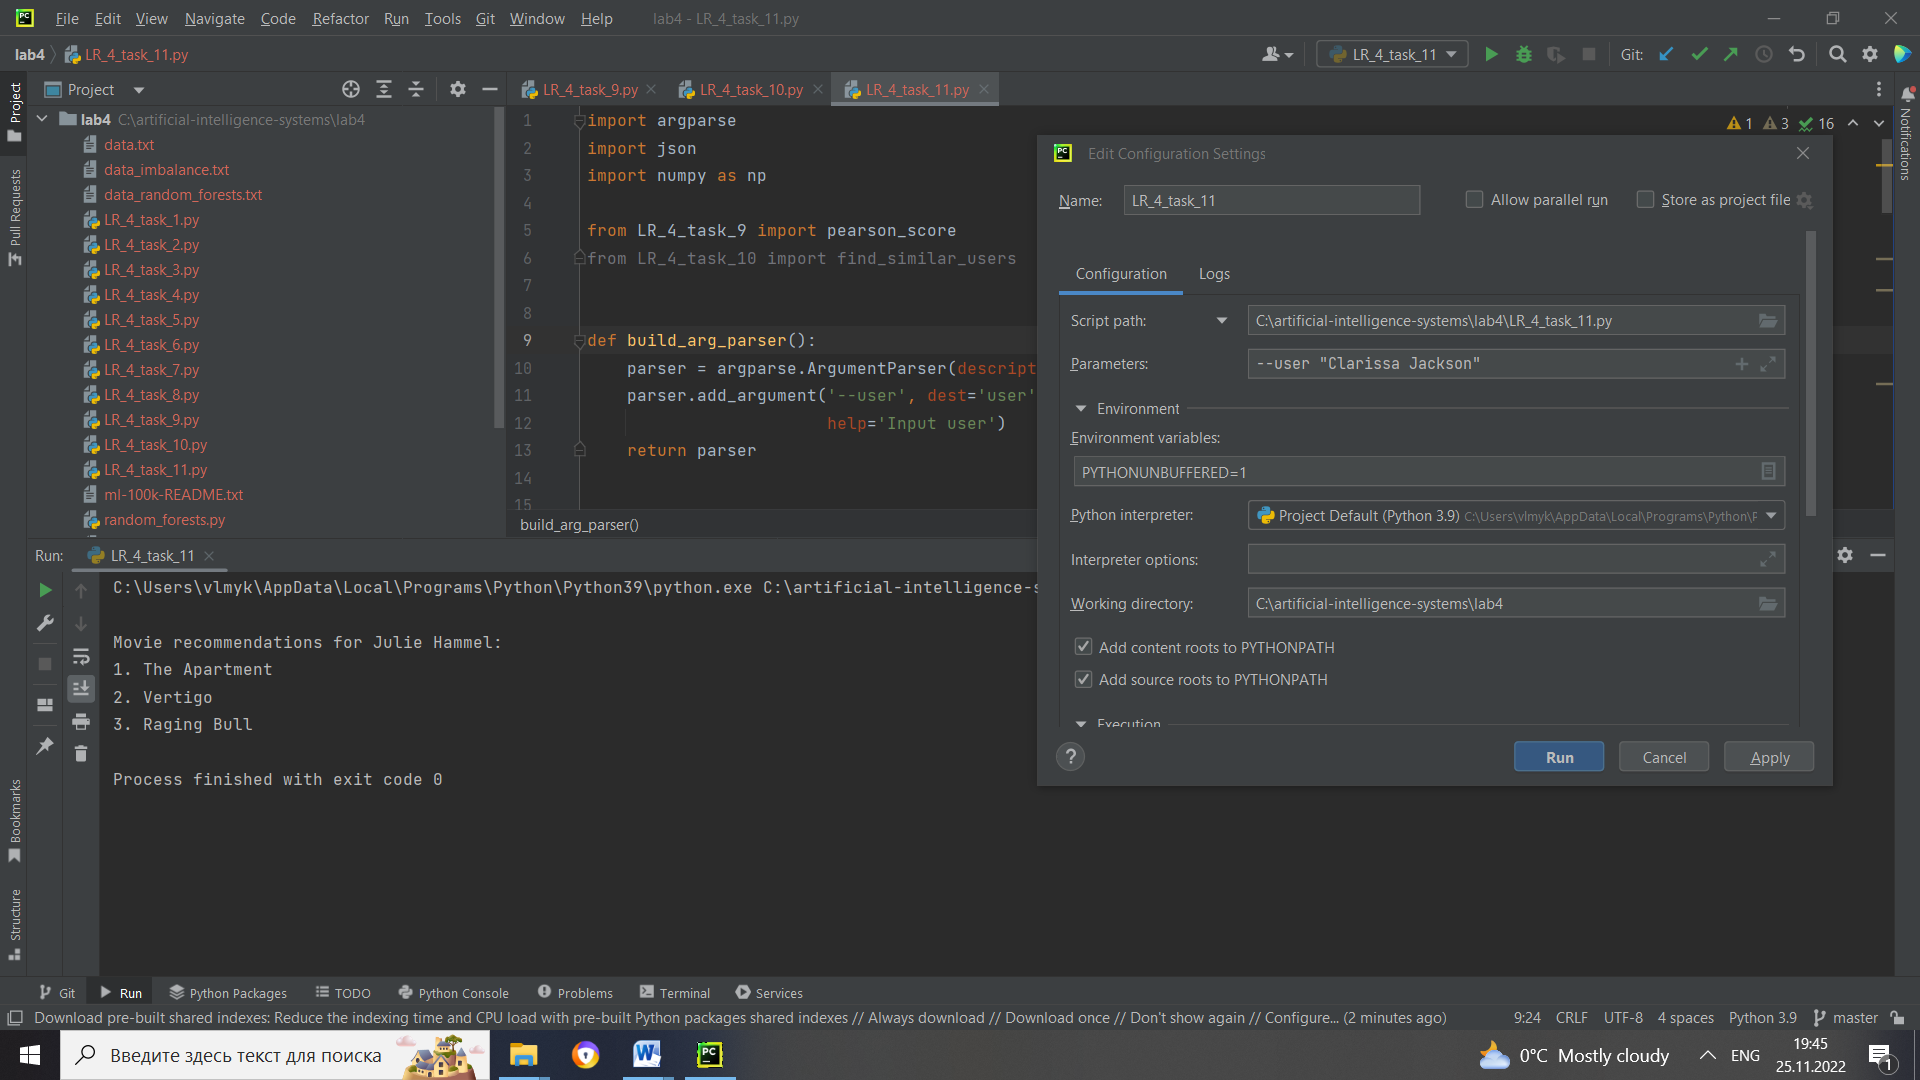 File Edit View Navigate Code Refactor Run Tools Git Window Help lab4 - LR_4_task_11.py
lab4 LR_4_task_11.py LR_4_task_11 Git:
Project LR_4_task_9.py LR_4_task_10.py LR_4_task_11.py
Project
Pull Requests
Bookmarks
Structure
Notifications
lab4 C:\artificial-intelligence-systems\lab4
data.txt
data_imbalance.txt
data_random_forests.txt
LR_4_task_1.py
LR_4_task_2.py
LR_4_task_3.py
LR_4_task_4.py
LR_4_task_5.py
LR_4_task_6.py
LR_4_task_7.py
LR_4_task_8.py
LR_4_task_9.py
LR_4_task_10.py
LR_4_task_11.py
ml-100k-README.txt
random_forests.py
1 3 16
1 import argparse
2 import json
3 import numpy as np
4
5 from LR_4_task_9 import pearson_score
6 from LR_4_task_10 import find_similar_users
7
8
9 def build_arg_parser():
10 parser = argparse.ArgumentParser(descript
11 parser.add_argument('--user', dest='user'
12 help='Input user')
13 return parser
14
15
build_arg_parser()
Edit Configuration Settings
Name: LR_4_task_11 Allow parallel run Store as project file
Configuration Logs
Script path: C:\artificial-intelligence-systems\lab4\LR_4_task_11.py
Parameters: --user "Clarissa Jackson"
Environment
Environment variables:
PYTHONUNBUFFERED=1
Python interpreter: Project Default (Python 3.9) C:\Users\vlmyk\AppData\Local\Programs\Python\F
Interpreter options:
Working directory: C:\artificial-intelligence-systems\lab4
Add content roots to PYTHONPATH
Add source roots to PYTHONPATH
Execution
? Run Cancel Apply
Run: LR_4_task_11
C:\Users\vlmyk\AppData\Local\Programs\Python\Python39\python.exe C:\artificial-intelligence-s
Movie recommendations for Julie Hammel:
1. The Apartment
2. Vertigo
3. Raging Bull
Process finished with exit code 0
Git Run Python Packages TODO Python Console Problems Terminal Services
Download pre-built shared indexes: Reduce the indexing time and CPU load with pre-built Python packages shared indexes // Always download // Download once // Don't show again // Configure... (2 minutes ago) 9:24 CRLF UTF-8 4 spaces Python 3.9 master
Введите здесь текст для поиска 0°C Mostly cloudy ENG 19:45
25.11.2022 1